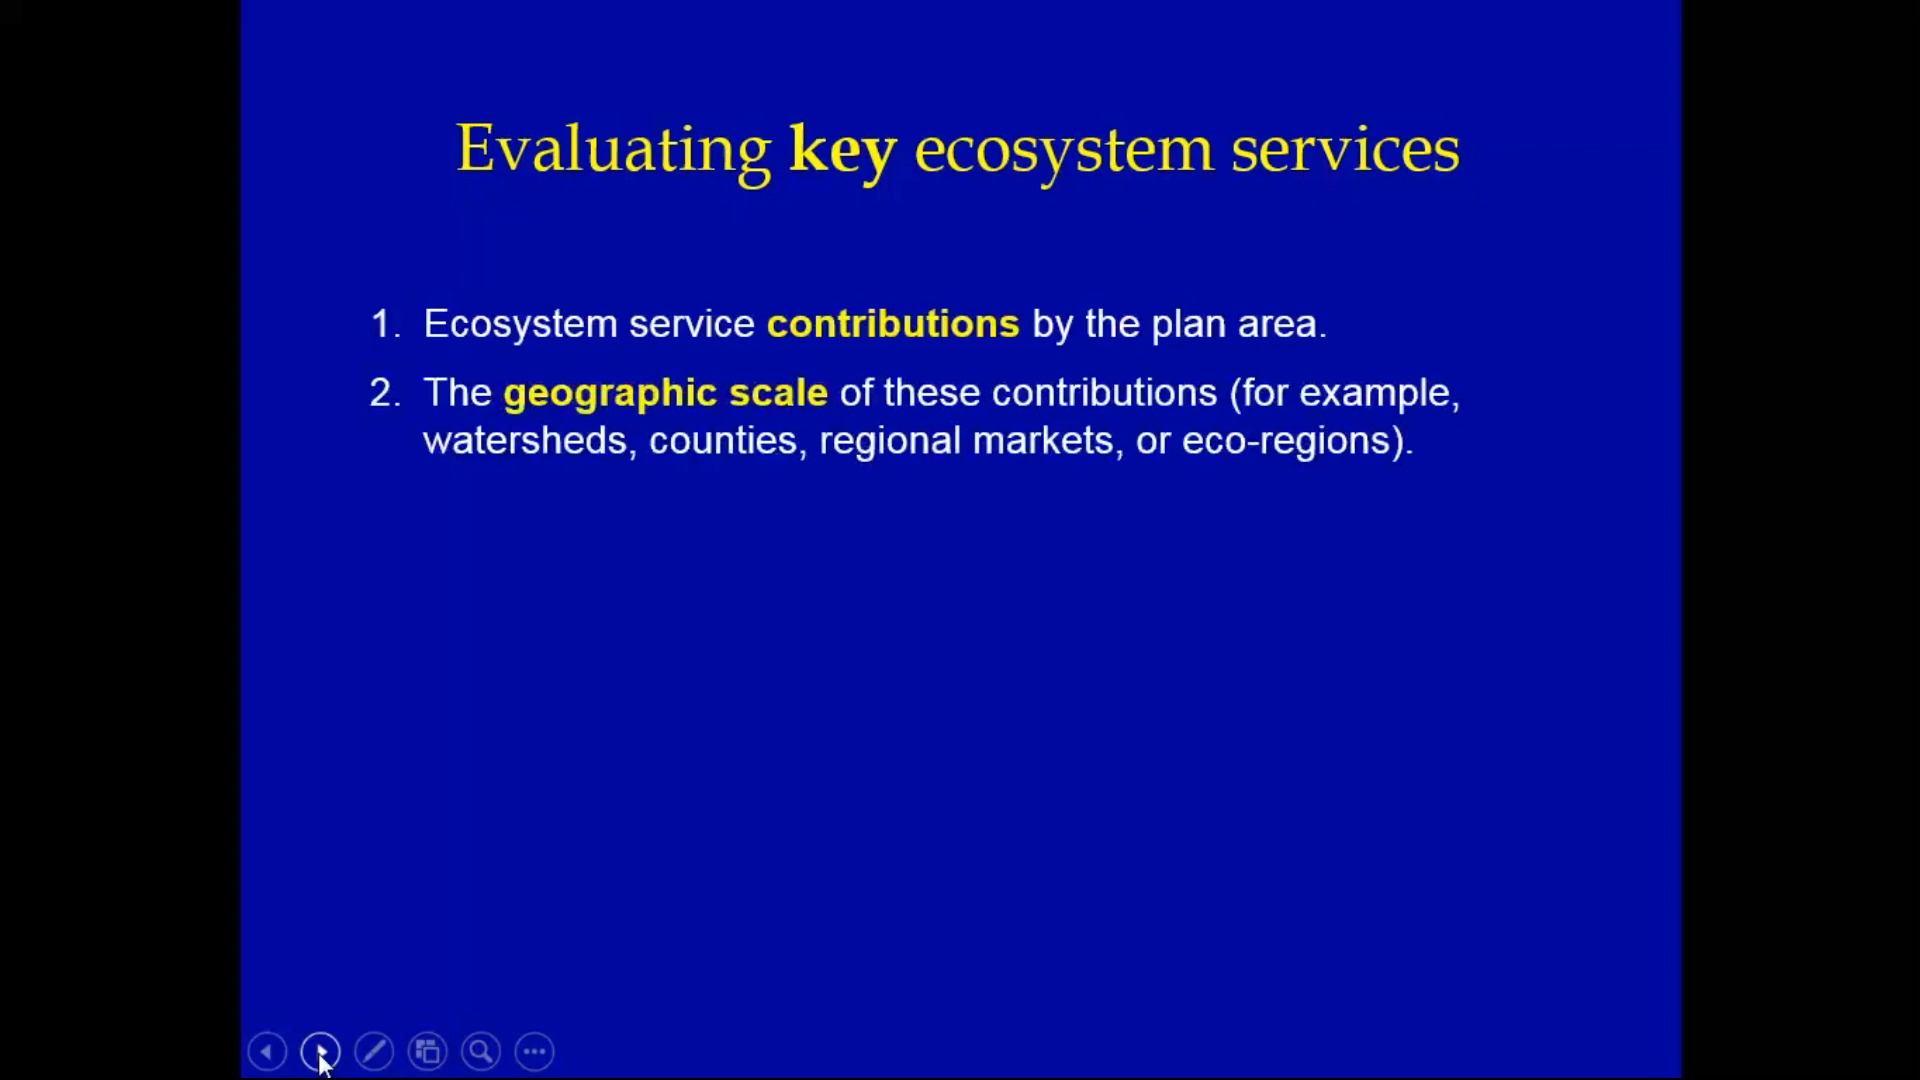 Evaluating key ecosystem services
1. Ecosystem service contributions by the plan area.
2. The geographic scale of these contributions (for example,
watersheds, counties, regional markets, or eco-regions).